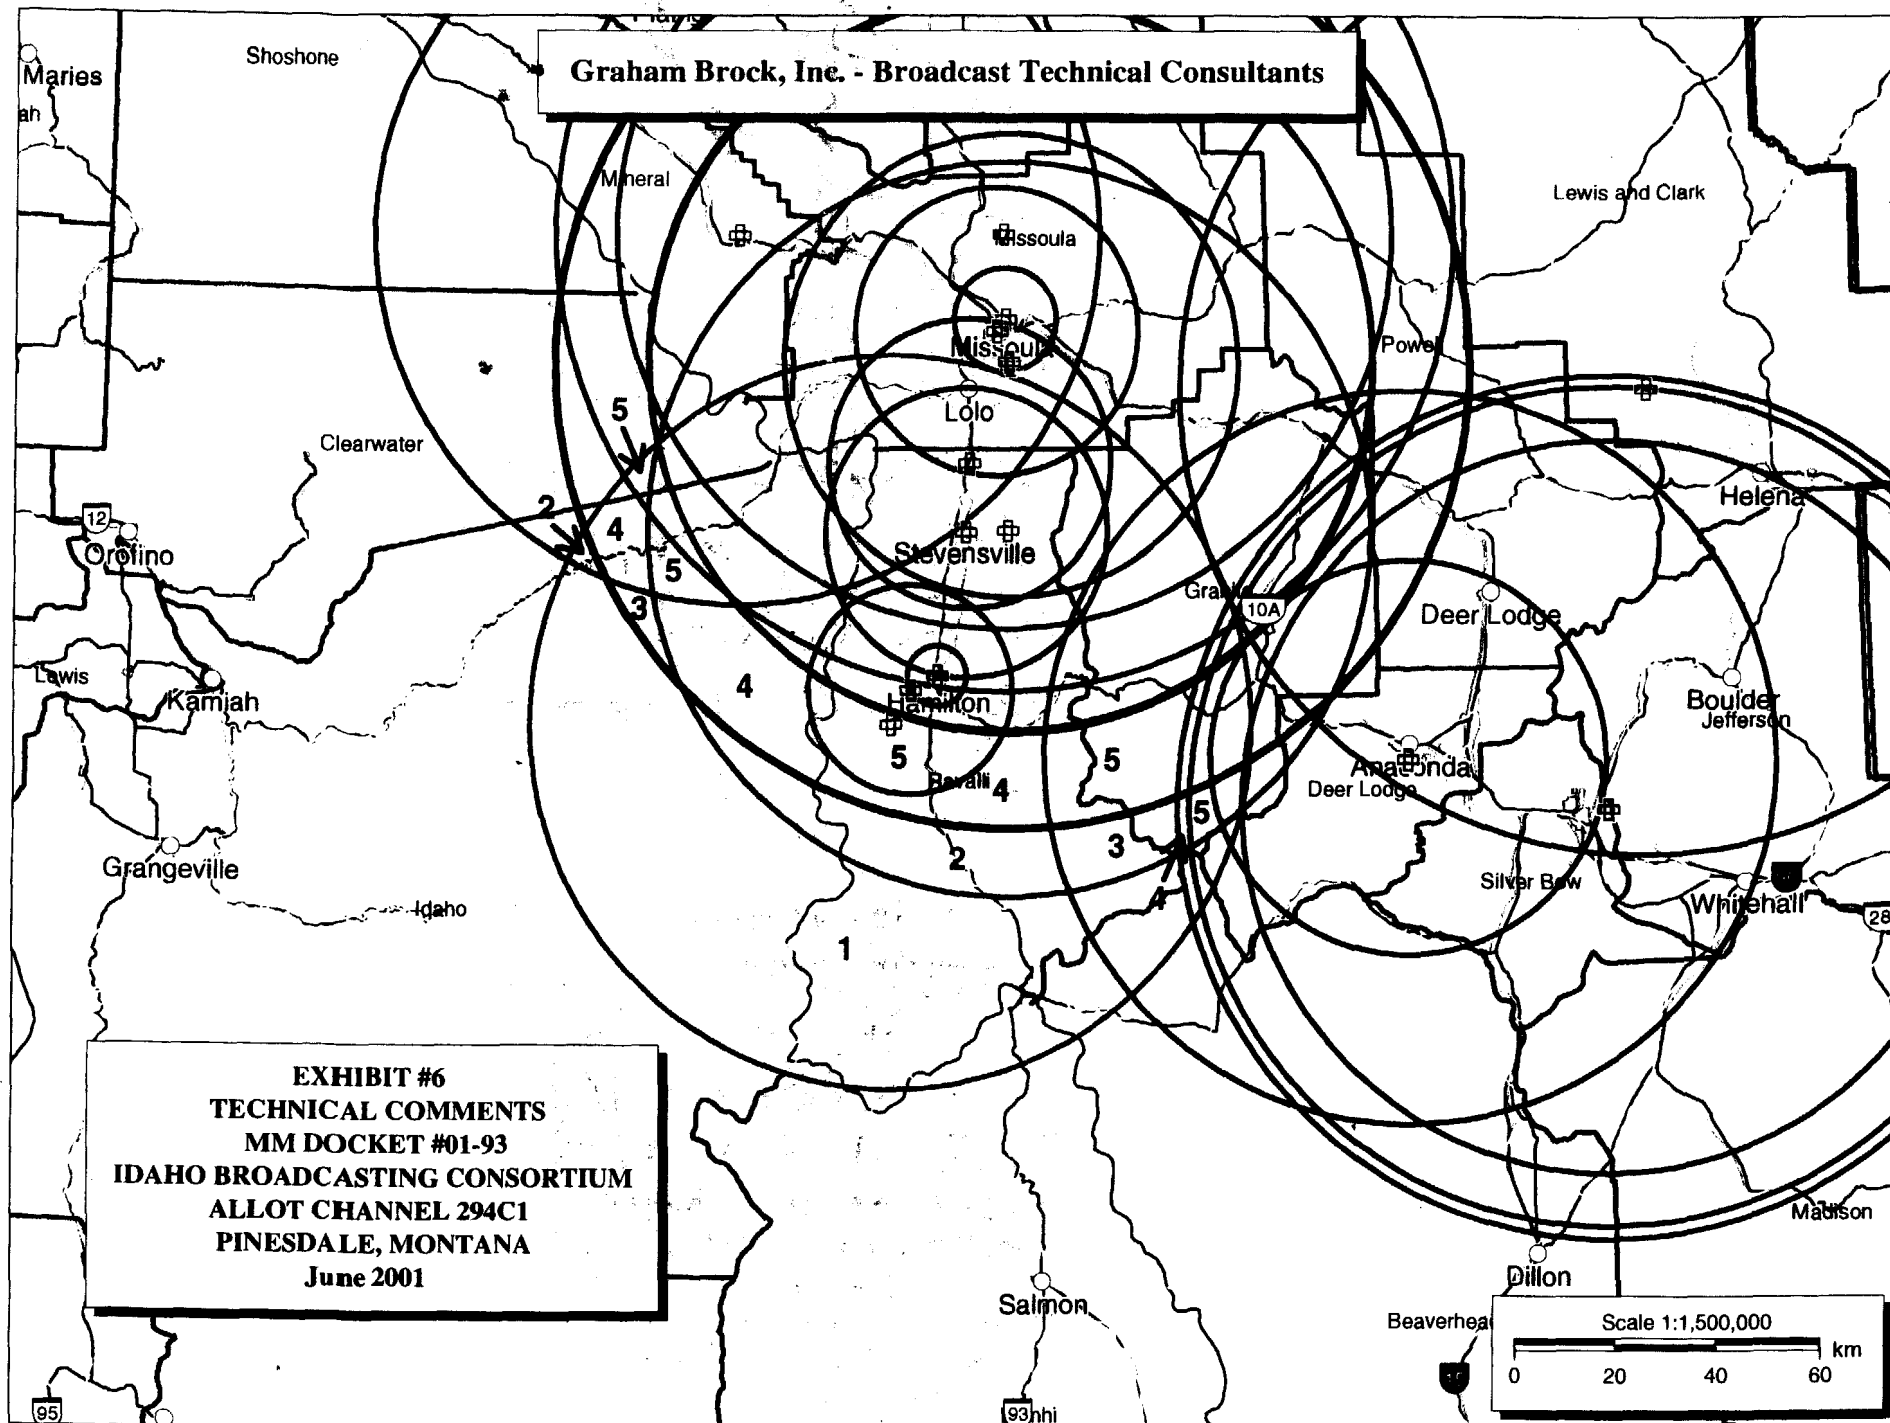 Shoshone
Maries
Graham Brock, Inc. - Broadcast Technical Consultants
Mineral
Lewis and Clark
Missoula
Missoula
Powell
Lolo
5
Clearwater
Helena
2
12
4
Orofino
Stevensville
5
10A
3
Deer Lodge
Lewis
4
Kamiah
Hamilton
Boulder
Jefferson
5
5
Ravalli
4
Anaconda
Deer Lodge
5
3
2
Grangeville
Silver Bow
4
Whitehall
28
Idaho
1
EXHIBIT #6
TECHNICAL COMMENTS
MM DOCKET #01-93
IDAHO BROADCASTING CONSORTIUM
ALLOT CHANNEL 294C1
PINESDALE, MONTANA
June 2001
Madison
Dillon
Salmon
Scale 1:1,500,000
km
0 20 40 60
95
93